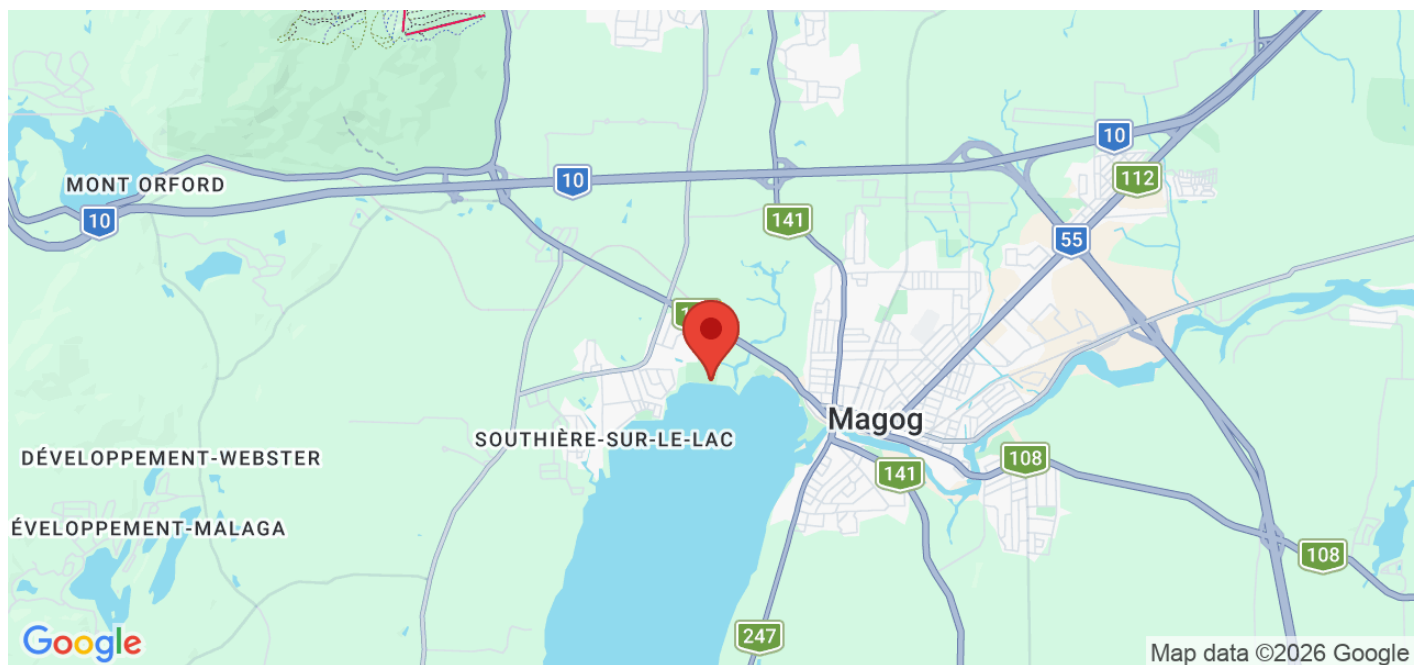 10
112
MONT ORFORD
10
10
141
55
Magog
SOUTHIÈRE-SUR-LE-LAC
DÉVELOPPEMENT-WEBSTER
108
141
ÉVELOPPEMENT-MALAGA
108
247
Google
Map data ©2026 Google